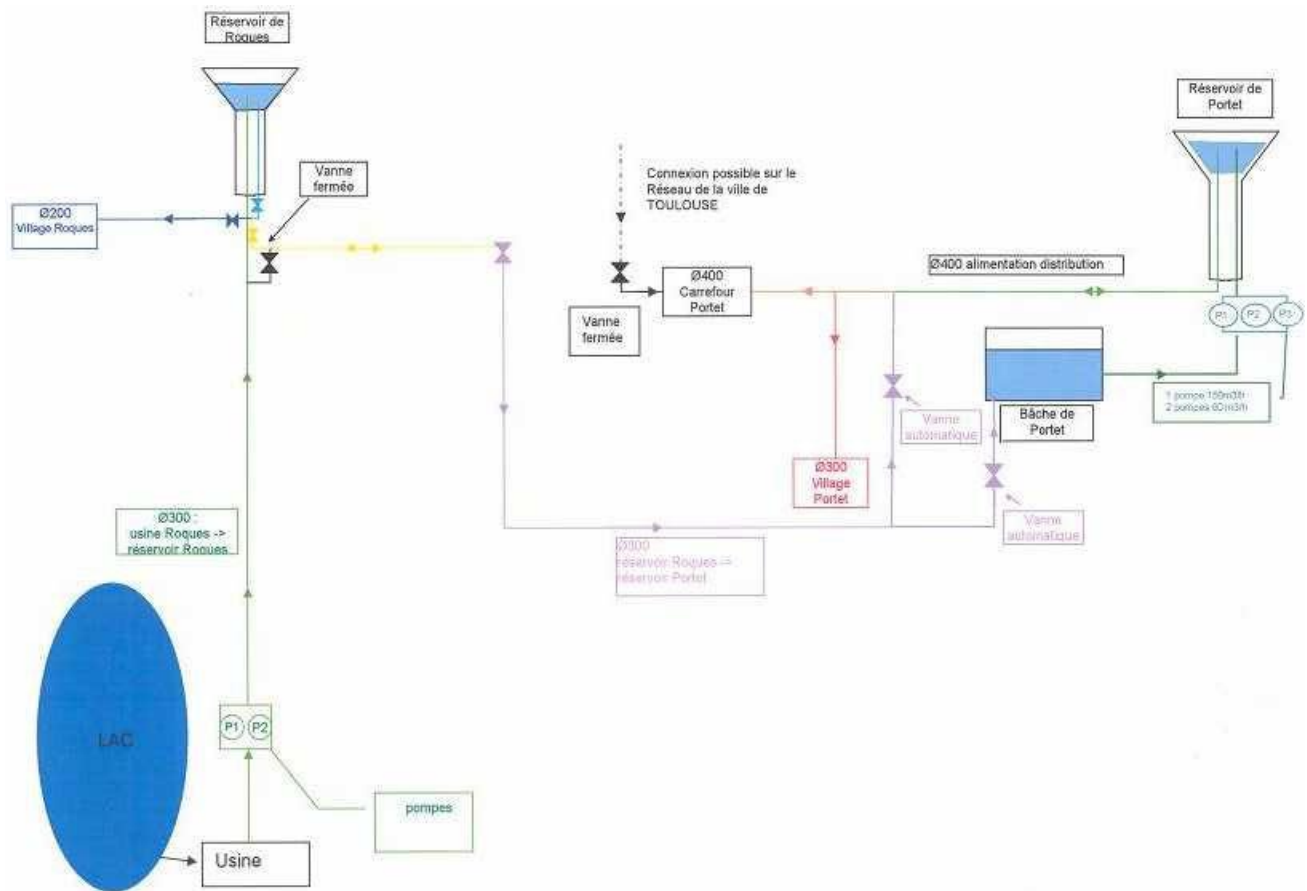 Réservoir de
Roques
Réservoir de
Portet
Vanne
fermée
Connexion possible sur le
Réseau de la ville de
TOULOUSE
Ø200
Village Roques
Ø400
Carrefour
Portet
Ø400 alimentation distribution
Vanne
fermée
P1
P2
P3
1 pompe
2 pompes
Vanne
automatique
Bâche de
Portet
Ø300
Village
Portet
Vanne
automatique
Ø300 :
usine Roques ->
réservoir Roques
Ø300
réservoir Roques ->
réservoir Portet
LAC
P1
P2
pompes
Usine